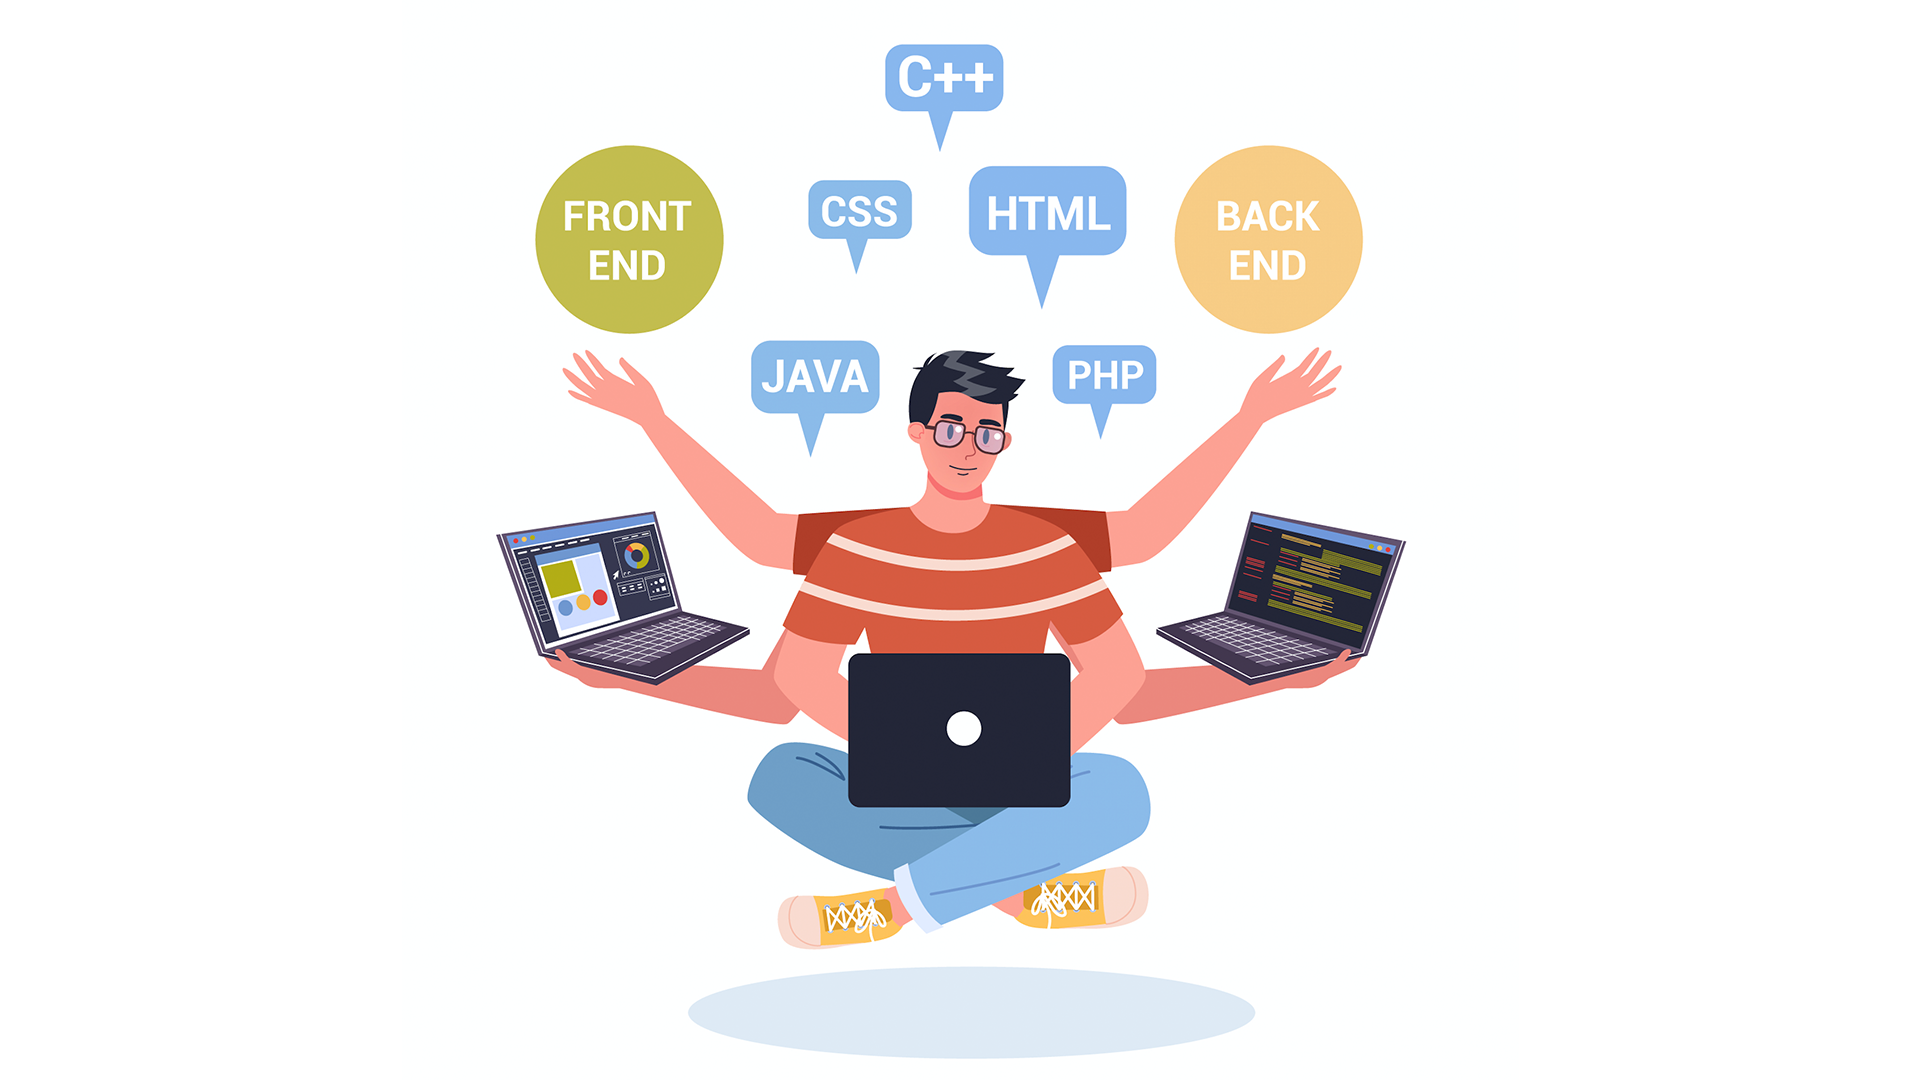 C++
FRONT
END
CSS
HTML
BACK
END
JAVA
PHP